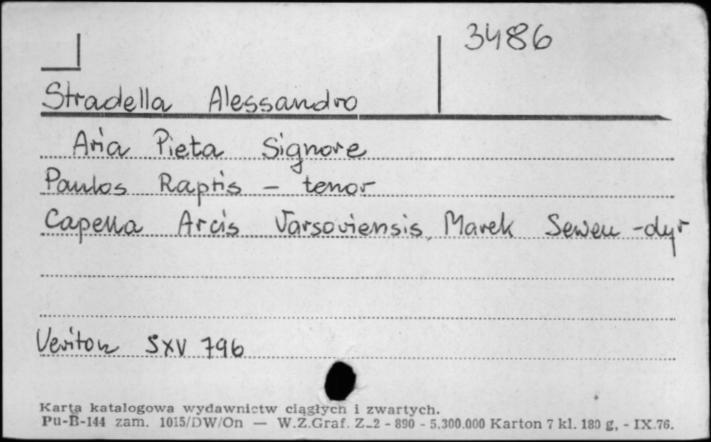 3486
Stradella Alessandro
Aria Pieta Signore
Paulos Raptis - tenor
Capella Arcis Varsoviensis, Marek Sewen - dyr
Veriton SXV 796
Karta katalogowa wydawnictw ciągłych i zwartych.
Pu-B-144 zam. 1015/DW/On — W.Z.Graf. Z-2 - 890 - 5.300.000 Karton 7 kl. 180 g. - IX.76.